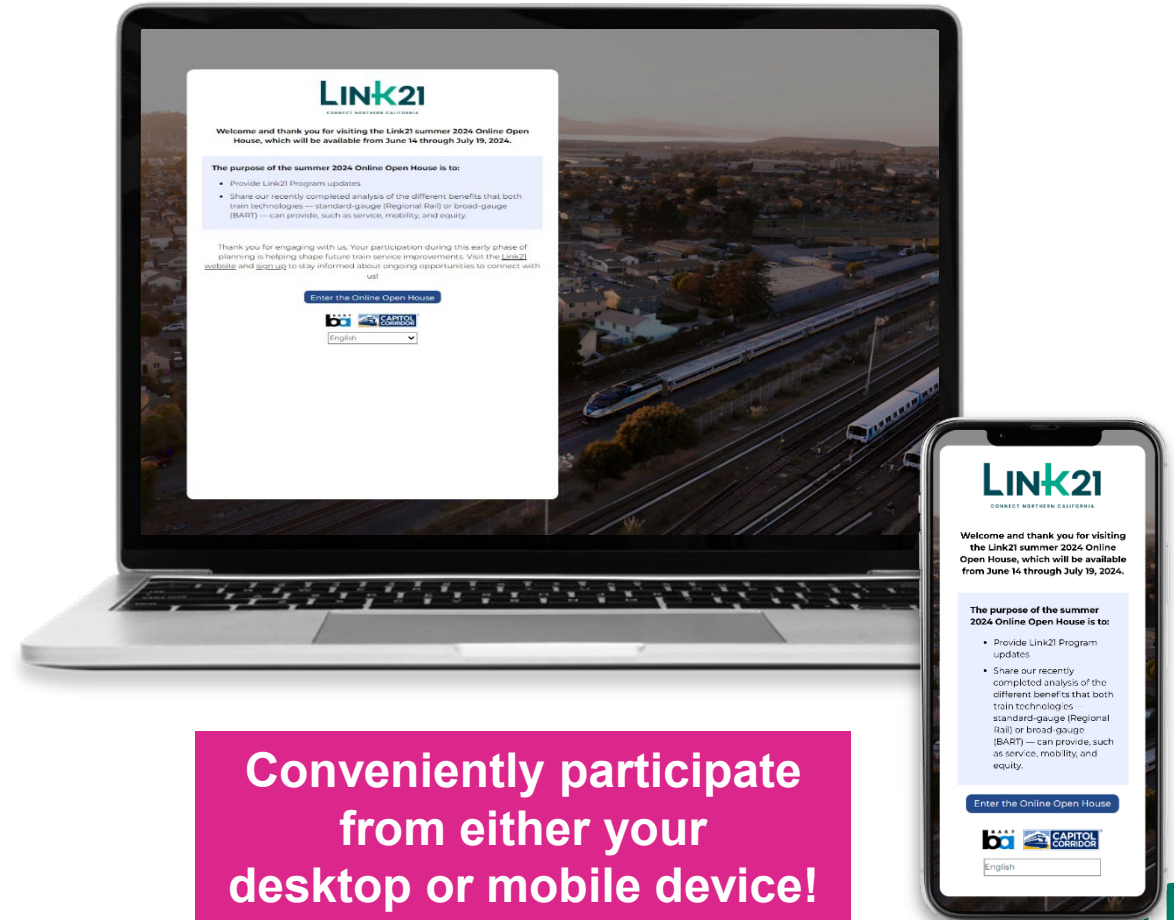 LINK21
CONNECT NORTHERN CALIFORNIA
Welcome and thank you for visiting the Link21 summer 2024 Online Open
House, which will be available from June 14 through July 19, 2024.
The purpose of the summer 2024 Online Open House is to:
• Provide Link21 Program updates
• Share our recently completed analysis of the different benefits that both
train technologies — standard-gauge (Regional Rail) or broad-gauge
(BART) — can provide, such as service, mobility, and equity.
Thank you for engaging with us. Your participation during this early phase of
planning is helping shape future train service improvements. Visit the Link21
website and sign up to stay informed about ongoing opportunities to connect with
us!
Enter the Online Open House
BART
ba
CAPITOL
CORRIDOR
English
LINK21
CONNECT NORTHERN CALIFORNIA
Welcome and thank you for visiting
the Link21 summer 2024 Online
Open House, which will be available
from June 14 through July 19, 2024.
The purpose of the summer
2024 Online Open House is to:
• Provide Link21 Program
updates
• Share our recently
completed analysis of the
different benefits that both
train technologies —
standard-gauge (Regional
Rail) or broad-gauge
(BART) — can provide, such
as service, mobility, and
equity.
Enter the Online Open House
BART
ba
CAPITOL
CORRIDOR
English
Conveniently participate
from either your
desktop or mobile device!